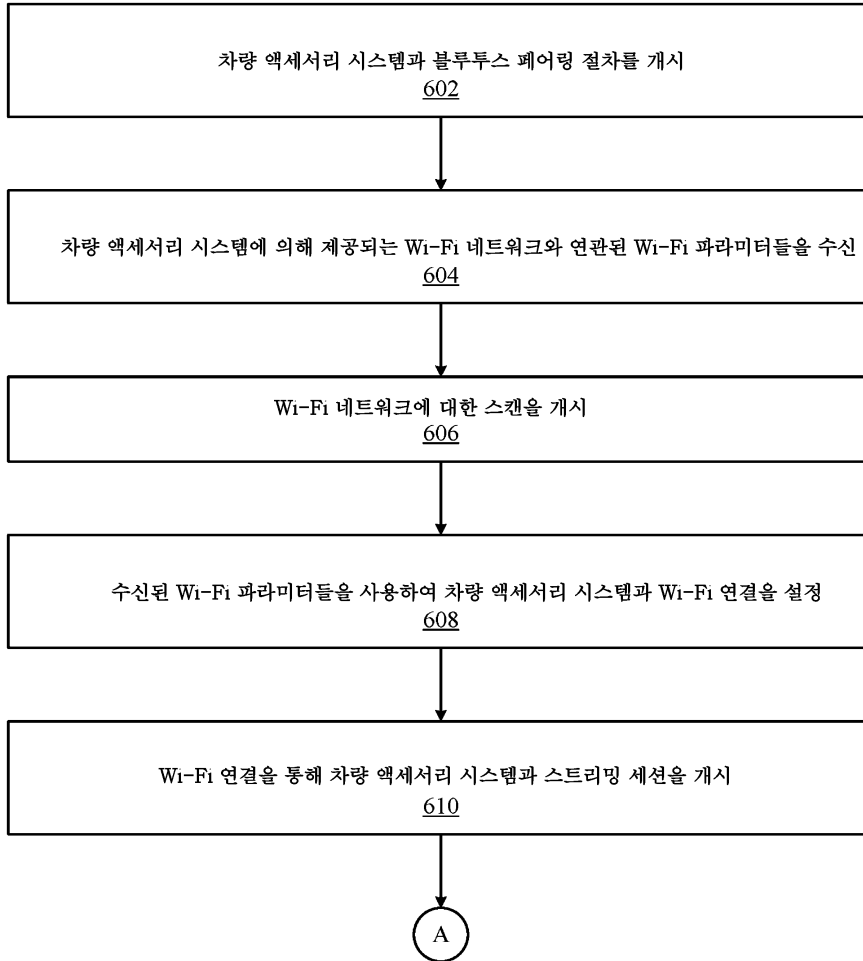 차량 액세서리 시스템과 블루투스 페어링 절차를 개시
602
차량 액세서리 시스템에 의해 제공되는 Wi-Fi 네트워크와 연관된 Wi-Fi 파라미터들을 수신
604
Wi-Fi 네트워크에 대한 스캔을 개시
606
수신된 Wi-Fi 파라미터들을 사용하여 차량 액세서리 시스템과 Wi-Fi 연결을 설정
608
Wi-Fi 연결을 통해 차량 액세서리 시스템과 스트리밍 세션을 개시
610
A